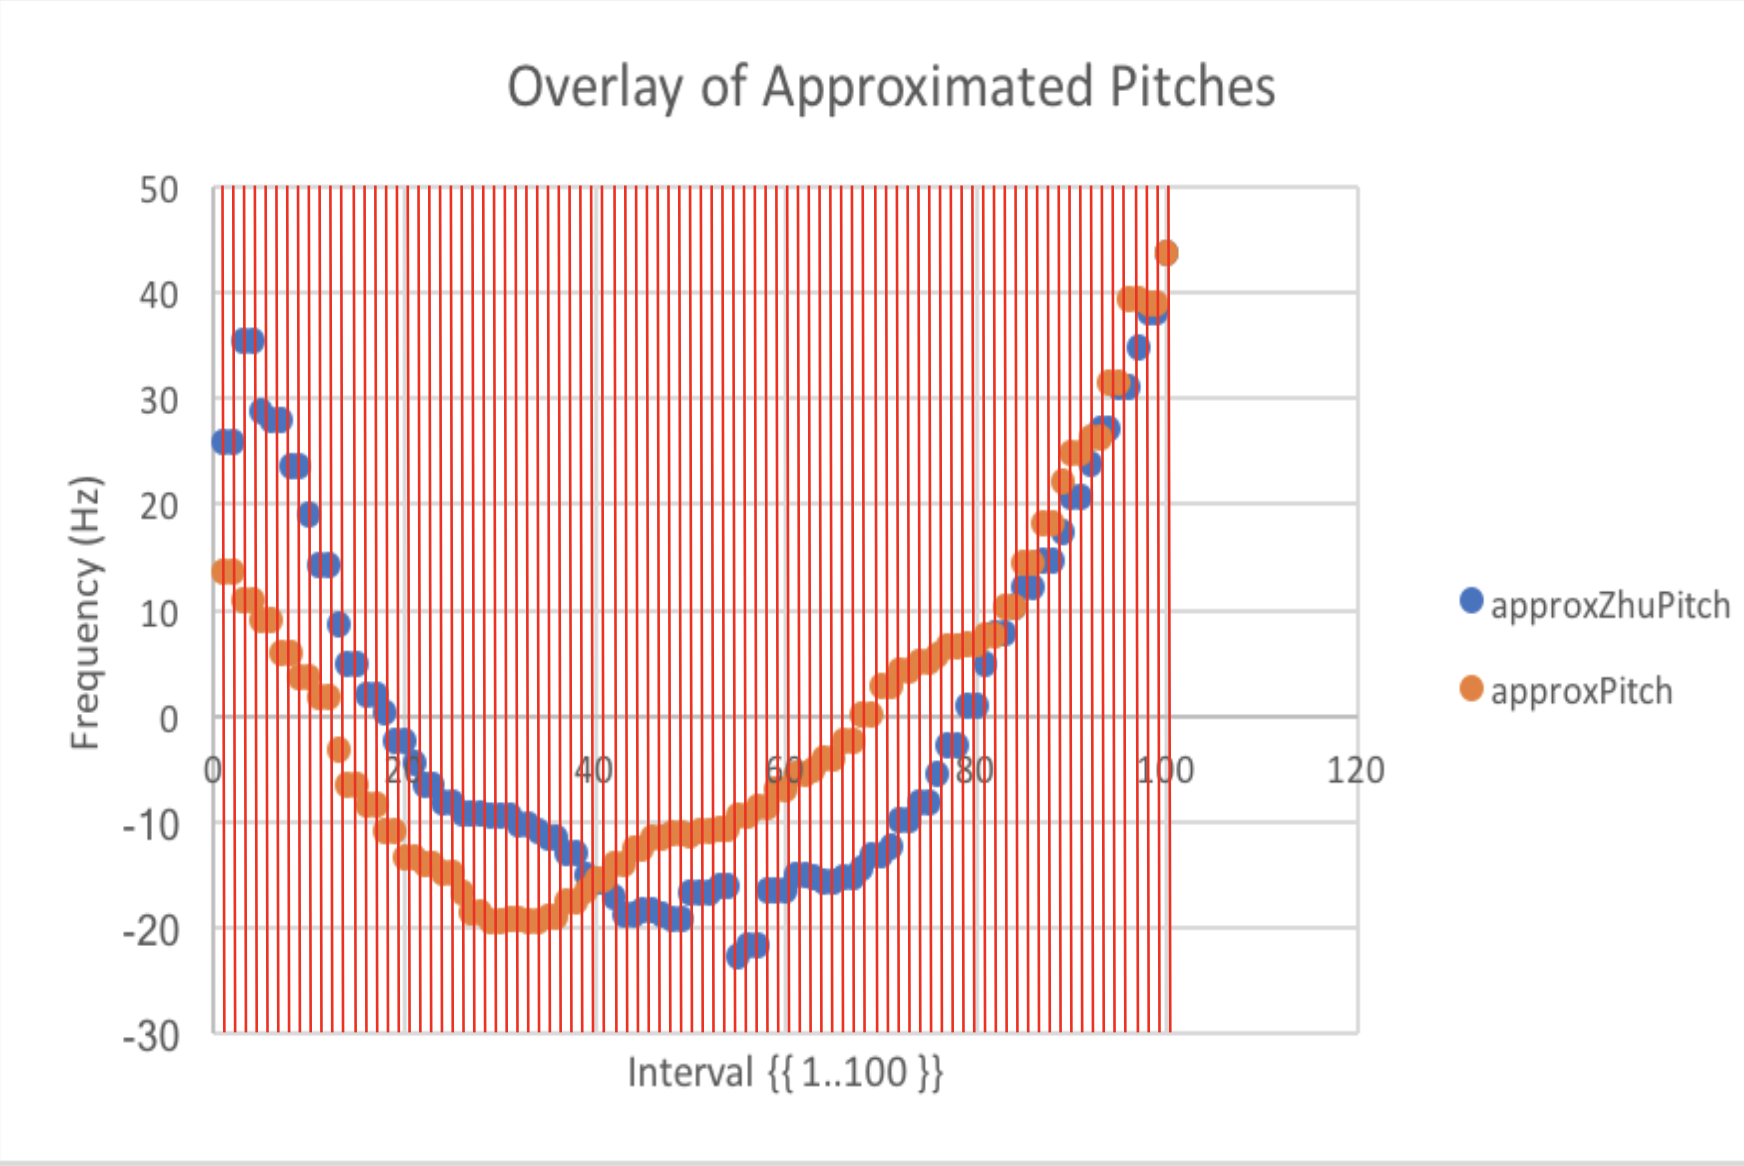 Overlay of Approximated Pitches
50
40
30
20
10
0
-10
-20
-30
0 20 40 60 80 100 120
Frequency (Hz)
Interval {{ 1..100 }}
approxZhuPitch
approxPitch